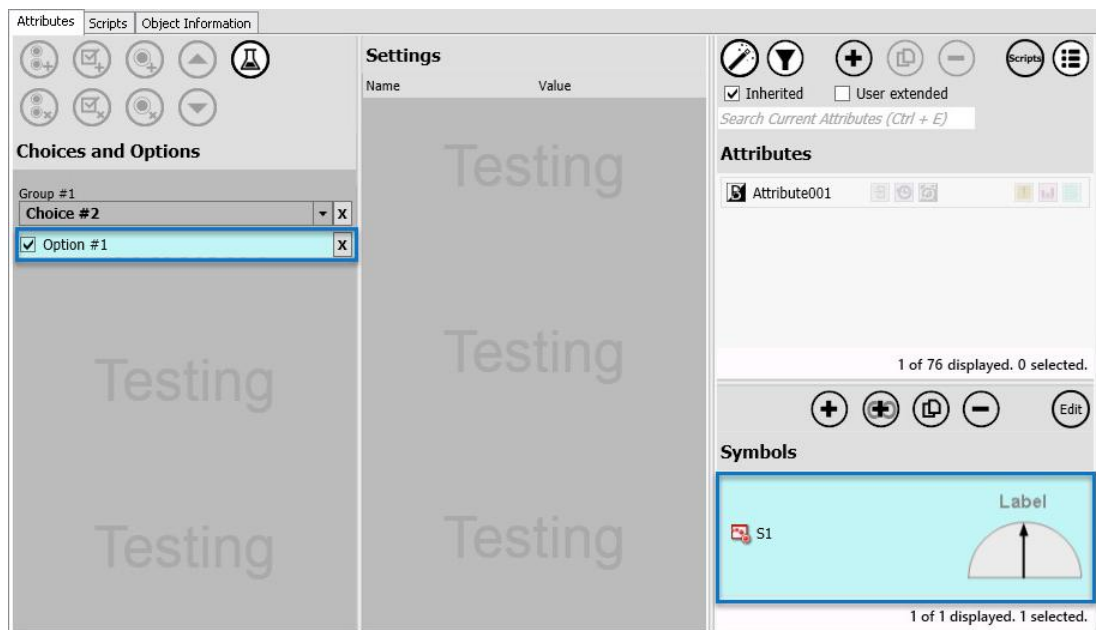 Attributes
Scripts
Object Information
Choices and Options
Group #1
Choice #2
x
Option #1
x
Testing
Testing
Settings
Name Value
Testing
Testing
Testing
Scripts
Inherited
User extended
Search Current Attributes (Ctrl + E)
Attributes
Attribute001
1 of 76 displayed. 0 selected.
Edit
Symbols
S1
Label
1 of 1 displayed. 1 selected.